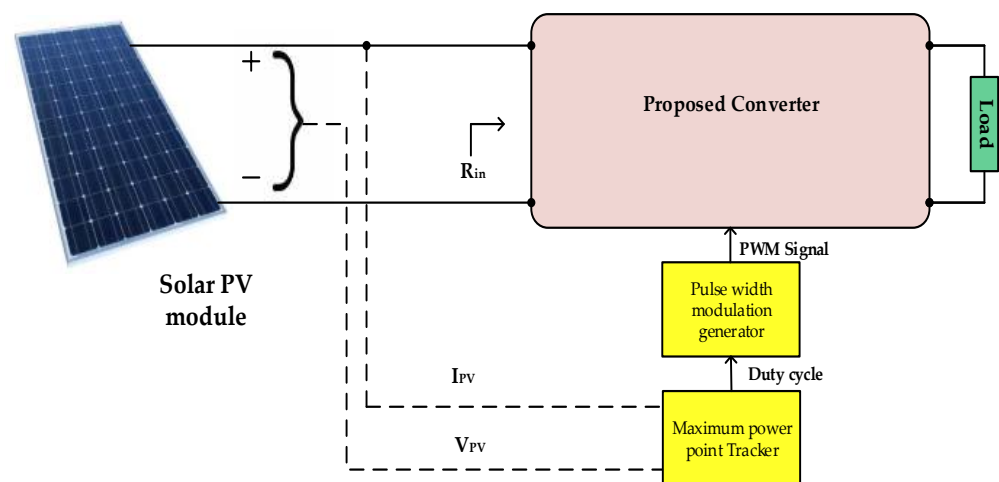 +
−
Solar PV
module
Rin
Proposed Converter
Load
PWM Signal
Pulse width
modulation
generator
Duty cycle
Maximum power
point Tracker
IPV
VPV